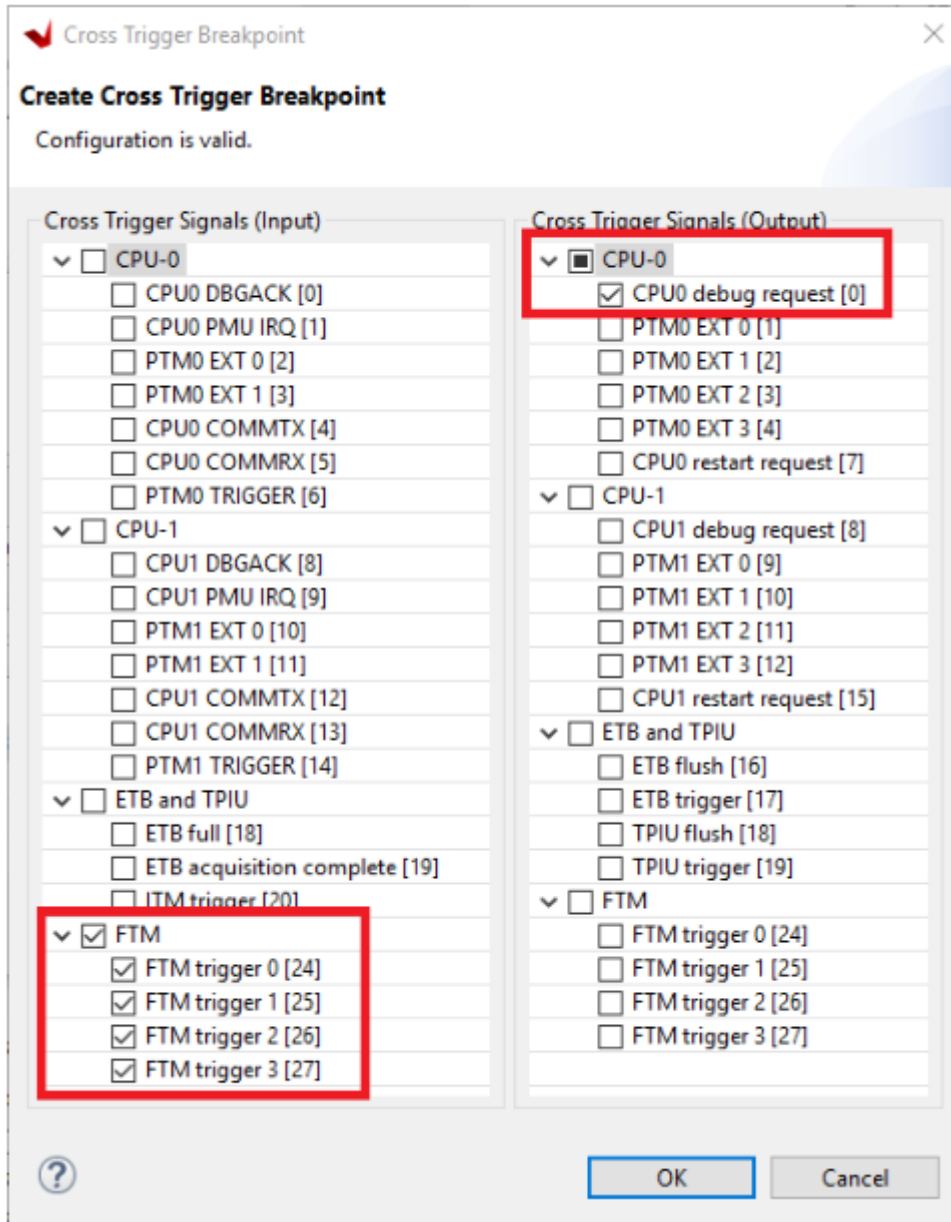 Cross Trigger Breakpoint
Create Cross Trigger Breakpoint
Configuration is valid.
Cross Trigger Signals (Input)
CPU-0
CPU0 DBGACK [0]
CPU0 PMU IRQ [1]
PTM0 EXT 0 [2]
PTM0 EXT 1 [3]
CPU0 COMMTX [4]
CPU0 COMMRX [5]
PTM0 TRIGGER [6]
CPU-1
CPU1 DBGACK [8]
CPU1 PMU IRQ [9]
PTM1 EXT 0 [10]
PTM1 EXT 1 [11]
CPU1 COMMTX [12]
CPU1 COMMRX [13]
PTM1 TRIGGER [14]
ETB and TPIU
ETB full [18]
ETB acquisition complete [19]
ITM trigger [20]
FTM
FTM trigger 0 [24]
FTM trigger 1 [25]
FTM trigger 2 [26]
FTM trigger 3 [27]
Cross Trigger Signals (Output)
CPU-0
CPU0 debug request [0]
PTM0 EXT 0 [1]
PTM0 EXT 1 [2]
PTM0 EXT 2 [3]
PTM0 EXT 3 [4]
CPU0 restart request [7]
CPU-1
CPU1 debug request [8]
PTM1 EXT 0 [9]
PTM1 EXT 1 [10]
PTM1 EXT 2 [11]
PTM1 EXT 3 [12]
CPU1 restart request [15]
ETB and TPIU
ETB flush [16]
ETB trigger [17]
TPIU flush [18]
TPIU trigger [19]
FTM
FTM trigger 0 [24]
FTM trigger 1 [25]
FTM trigger 2 [26]
FTM trigger 3 [27]
?
OK
Cancel